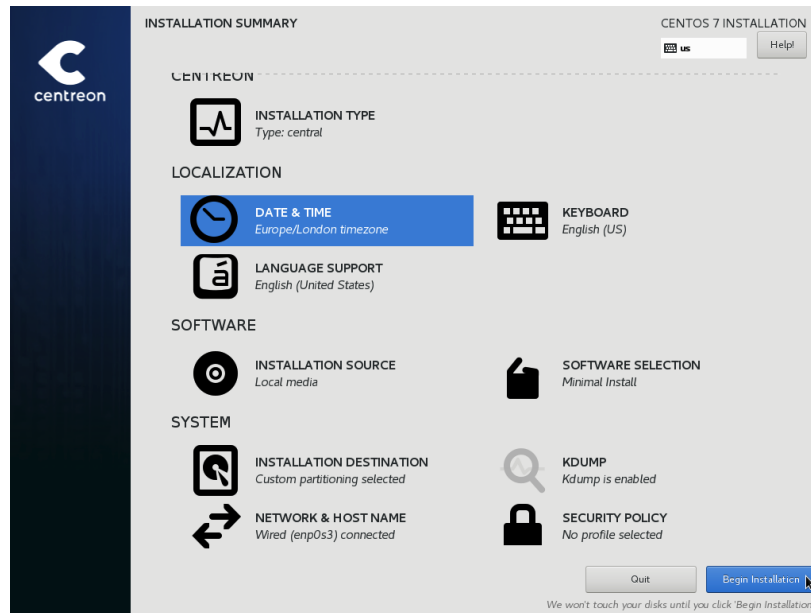 INSTALLATION SUMMARY
CENTOS 7 INSTALLATION
us
Help!
centreon
CENTREON
INSTALLATION TYPE
Type: central
LOCALIZATION
DATE & TIME
Europe/London timezone
KEYBOARD
English (US)
LANGUAGE SUPPORT
English (United States)
SOFTWARE
INSTALLATION SOURCE
Local media
SOFTWARE SELECTION
Minimal Install
SYSTEM
INSTALLATION DESTINATION
Custom partitioning selected
KDUMP
Kdump is enabled
NETWORK & HOST NAME
Wired (enp0s3) connected
SECURITY POLICY
No profile selected
Quit
Begin Installation
We won't touch your disks until you click 'Begin Installation